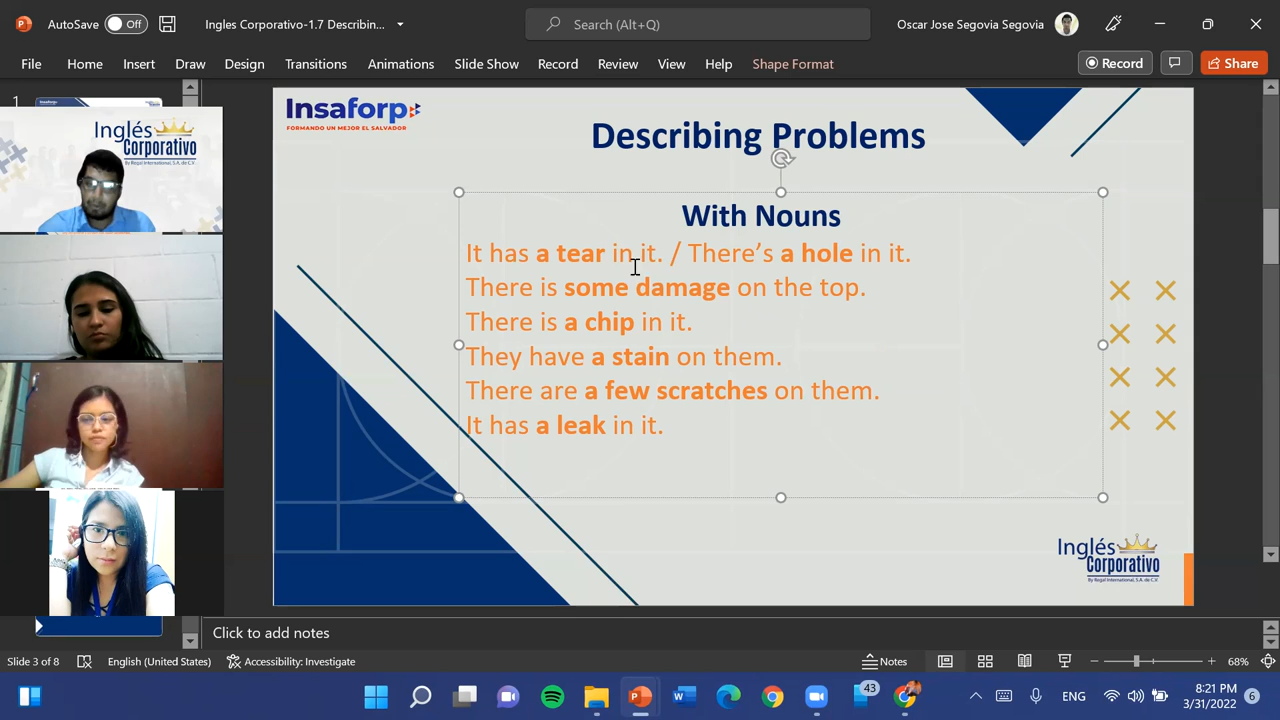 AutoSave Off Ingles Corporativo-1.7 Describin... Search (Alt+Q) Oscar Jose Segovia Segovia
File Home Insert Draw Design Transitions Animations Slide Show Record Review View Help Shape Format Record Share
1
Inglés
Corporativo
By Regal International, S.A. de C.V.
Insaforp
FORMANDO UN MEJOR EL SALVADOR
Describing Problems
With Nouns
It has a tear in it. / There's a hole in it.
There is some damage on the top.
There is a chip in it.
They have a stain on them.
There are a few scratches on them.
It has a leak in it.
Inglés
Corporativo
By Regal International, S.A. de C.V.
Click to add notes
Slide 3 of 8 English (United States) Accessibility: Investigate Notes 68%
43 ENG 8:21 PM
3/31/2022 6